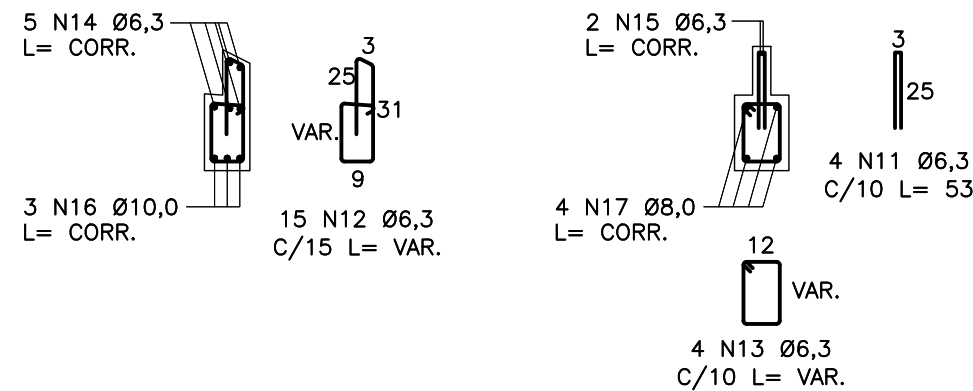 5 N14 Ø6,3
L= CORR.
3
25
31
VAR.
9
3 N16 Ø10,0
L= CORR.
15 N12 Ø6,3
C/15 L= VAR.
2 N15 Ø6,3
L= CORR.
3
25
4 N11 Ø6,3
C/10 L= 53
4 N17 Ø8,0
L= CORR.
12
VAR.
4 N13 Ø6,3
C/10 L= VAR.